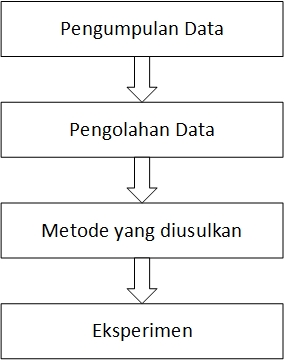 Pengumpulan Data
Pengolahan Data
Metode yang diusulkan
Eksperimen